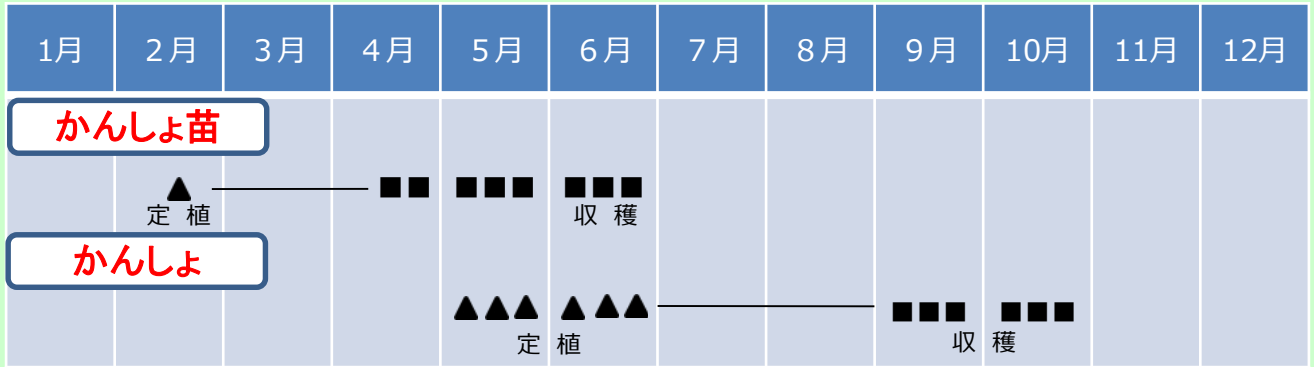 1月 2月 3月 4月 5月 6月 7月 8月 9月 10月 11月 12月
かんしょ苗
定 植 収 穫
かんしょ
定 植 収 穫